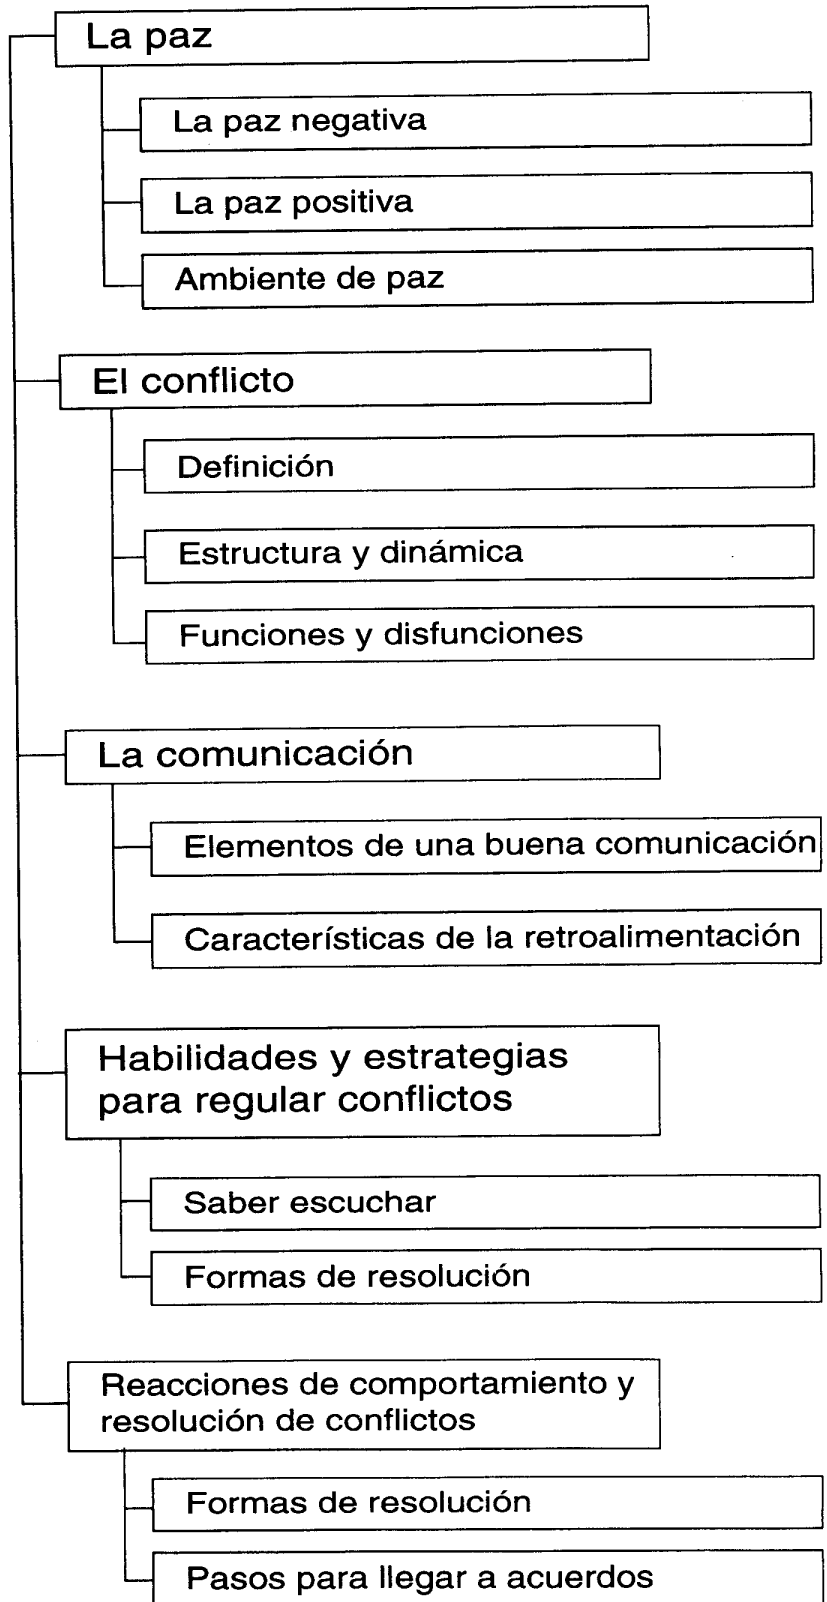 La paz
La paz negativa
La paz positiva
Ambiente de paz
El conflicto
Definición
Estructura y dinámica
Funciones y disfunciones
La comunicación
Elementos de una buena comunicación
Características de la retroalimentación
Habilidades y estrategias
para regular conflictos
Saber escuchar
Formas de resolución
Reacciones de comportamiento y
resolución de conflictos
Formas de resolución
Pasos para llegar a acuerdos